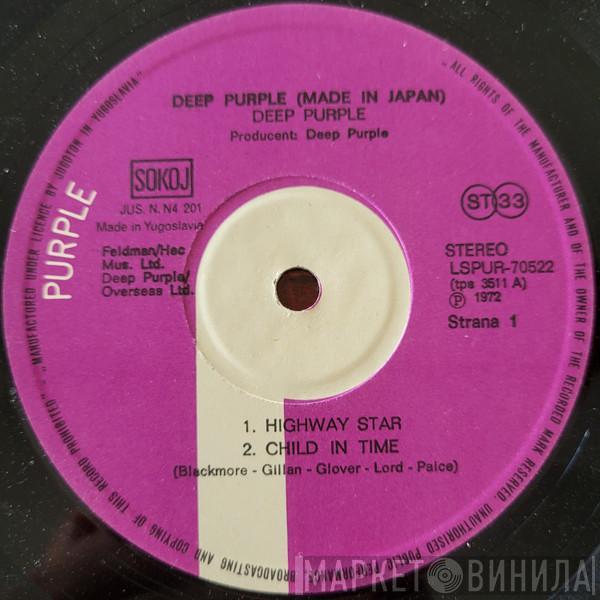 DEEP PURPLE (MADE IN JAPAN)
DEEP PURPLE
Producent: Deep Purple
SOKOJ
JUS. N. N4 201
Made in Yugoslavia
Feldman/Hec
Mus. Ltd.
Deep Purple/
Overseas Ltd.
PURPLE
ST 33
STEREO
LSPUR-70522
(tps 3511 A)
Ⓟ 1972
Strana 1
1. HIGHWAY STAR
2. CHILD IN TIME
(Blackmore - Gillan - Glover - Lord - Paice)
"MANUFACTURED UNDER LICENCE BY JUGOTON IN YUGOSLAVIA"
"ALL RIGHTS OF THE MANUFACTURER AND OF THE OWNER OF THE RECORDED MARK RESERVED. UNAUTHORISED PUBLIC PERFORMANCE BROADCASTING AND COPYING OF THIS RECORD PROHIBITED"
МАРКЕТ ВИНИЛА